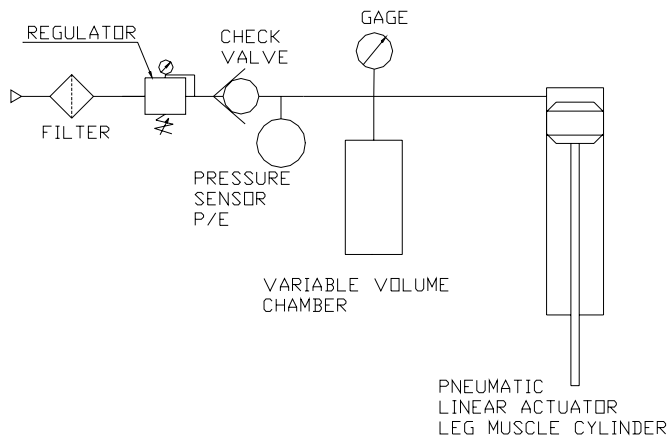 GAGE
REGULATOR
CHECK
VALVE
FILTER
PRESSURE
SENSOR
P/E
VARIABLE VOLUME
CHAMBER
PNEUMATIC
LINEAR ACTUATOR
LEG MUSCLE CYLINDER